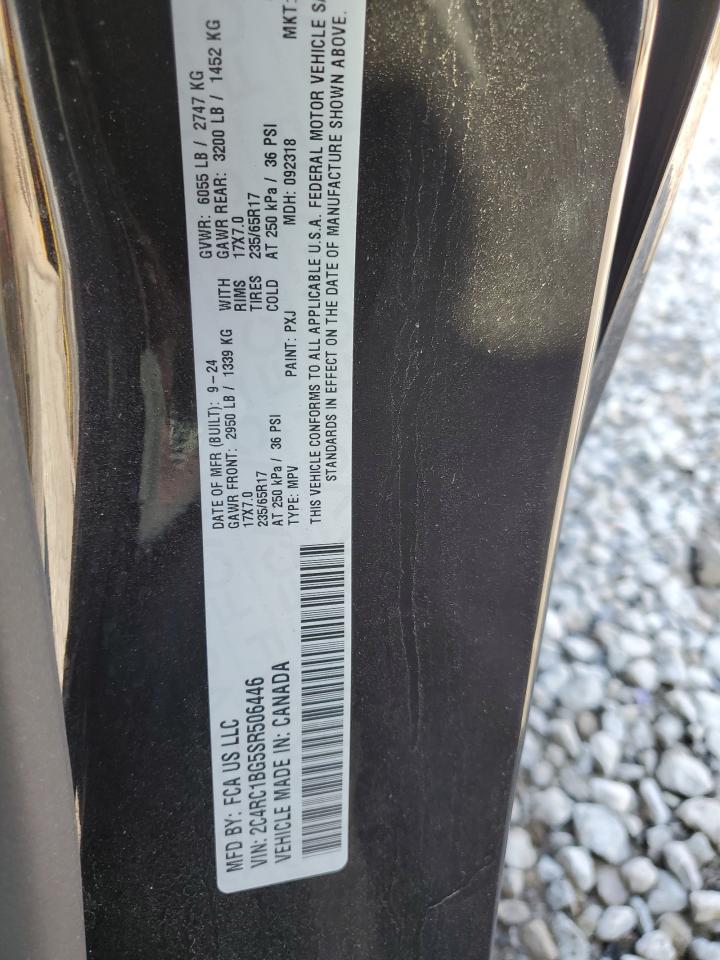 MFD BY: FCA US LLC
VIN: 2C4RC1BG5SR506446
VEHICLE MADE IN: CANADA
DATE OF MFR (BUILT): 9-24 GVWR: 6055 LB / 2747 KG
GAWR FRONT: 2950 LB / 1339 KG GAWR REAR: 3200 LB / 1452 KG
17X7.0 WITH RIMS 17X7.0
235/65R17 TIRES 235/65R17
AT 250 kPa / 36 PSI COLD AT 250 kPa / 36 PSI
TYPE: MPV PAINT: PXJ MDH: 092318 MKT:
THIS VEHICLE CONFORMS TO ALL APPLICABLE U.S.A. FEDERAL MOTOR VEHICLE
STANDARDS IN EFFECT ON THE DATE OF MANUFACTURE SHOWN ABOVE.